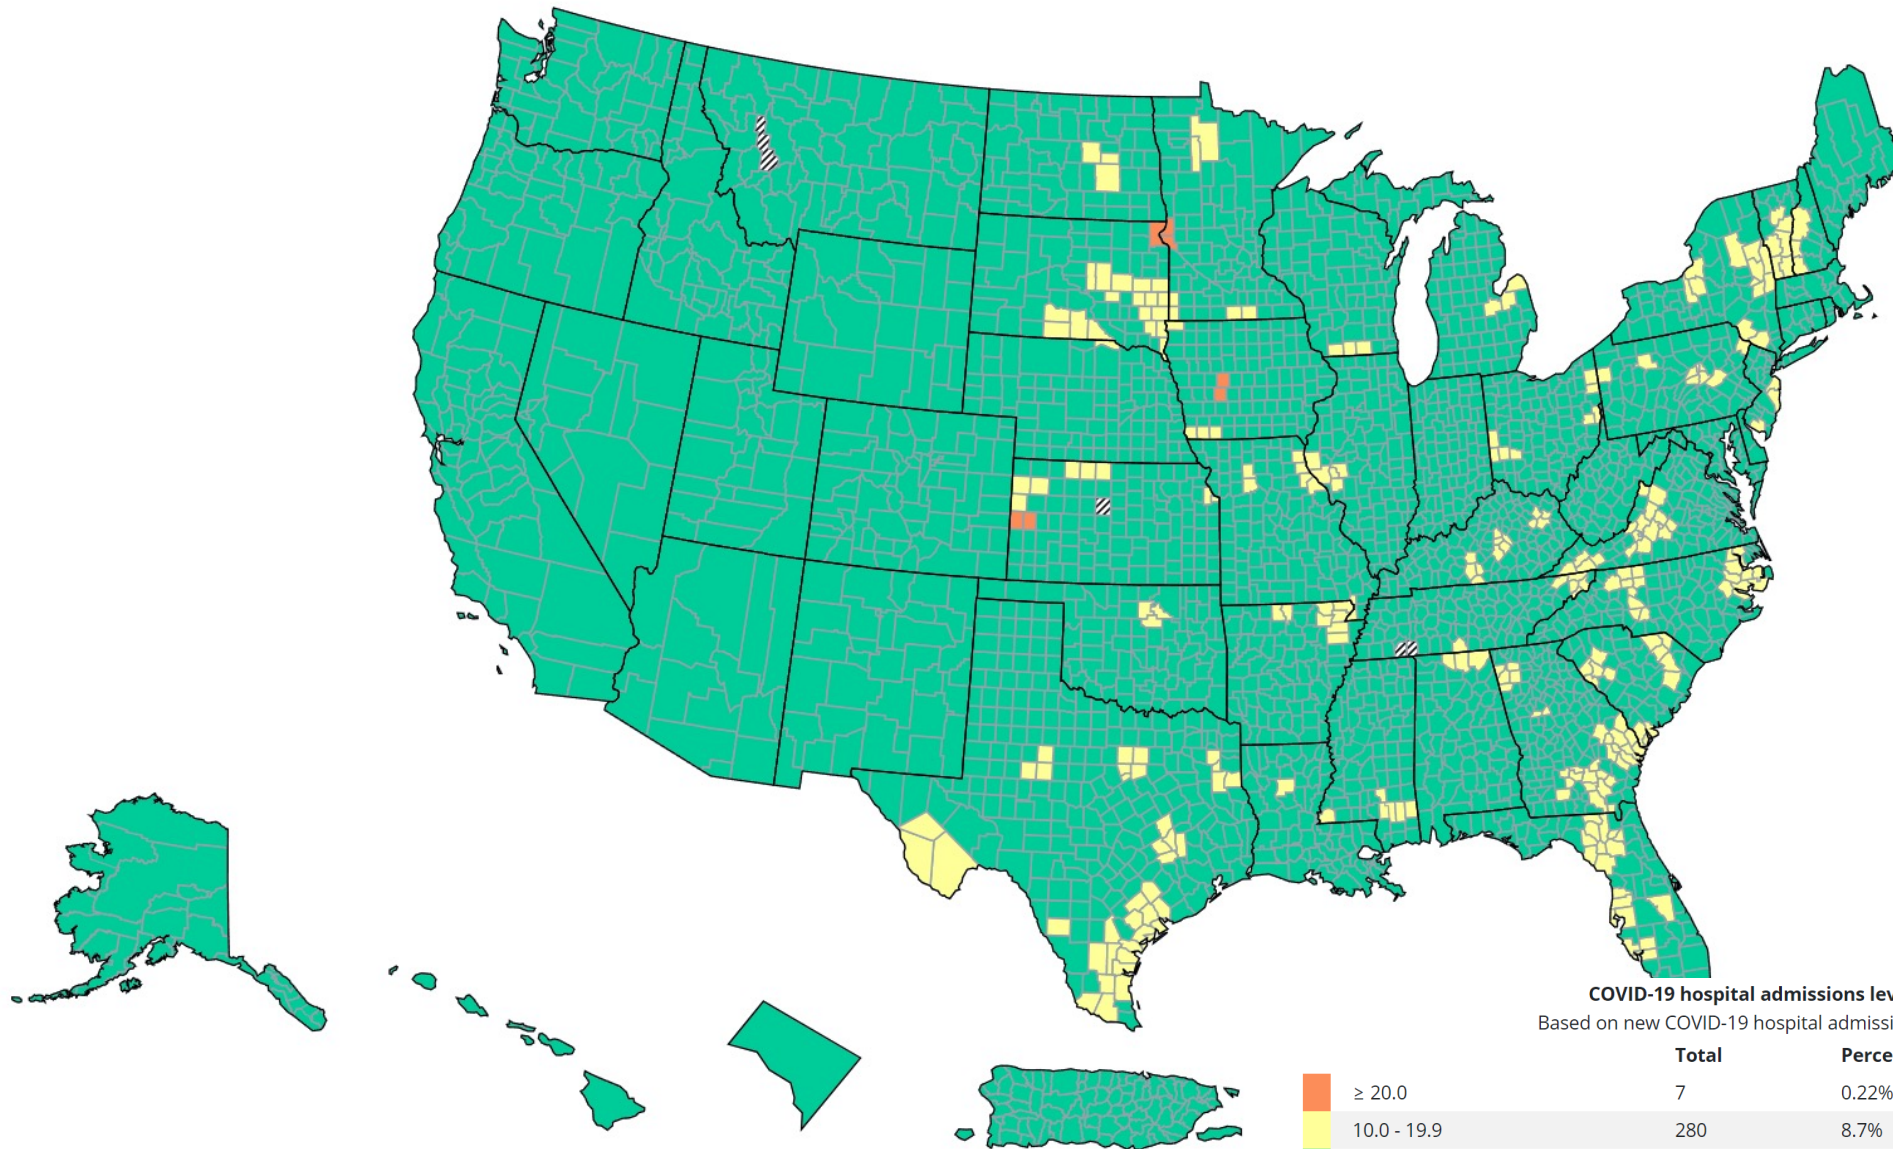 COVID-19 hospital admissions lev
Based on new COVID-19 hospital admissi
Total Perce
≥ 20.0 7 0.22%
10.0 - 19.9 280 8.7%